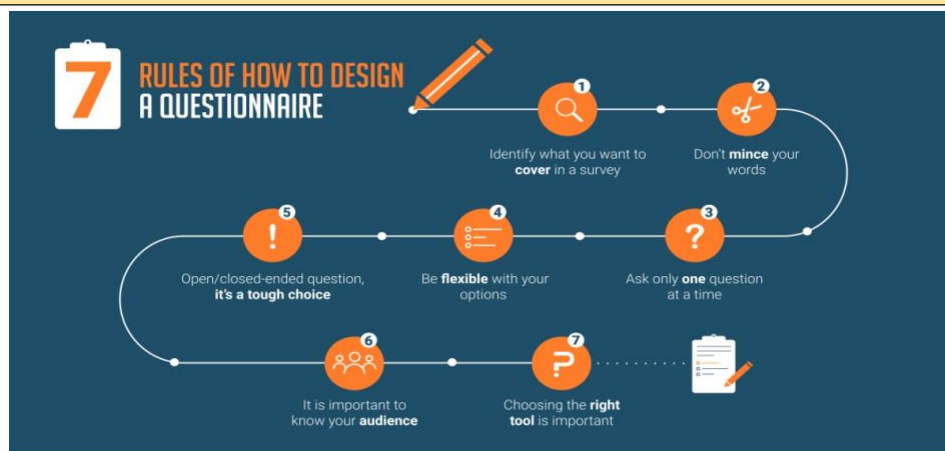 7
RULES OF HOW TO DESIGN
A QUESTIONNAIRE
1
Identify what you want to
cover in a survey
2
Don't mince your
words
3
Ask only one question
at a time
4
Be flexible with your
options
5
Open/closed-ended question,
it's a tough choice
6
It is important to
know your audience
7
Choosing the right
tool is important